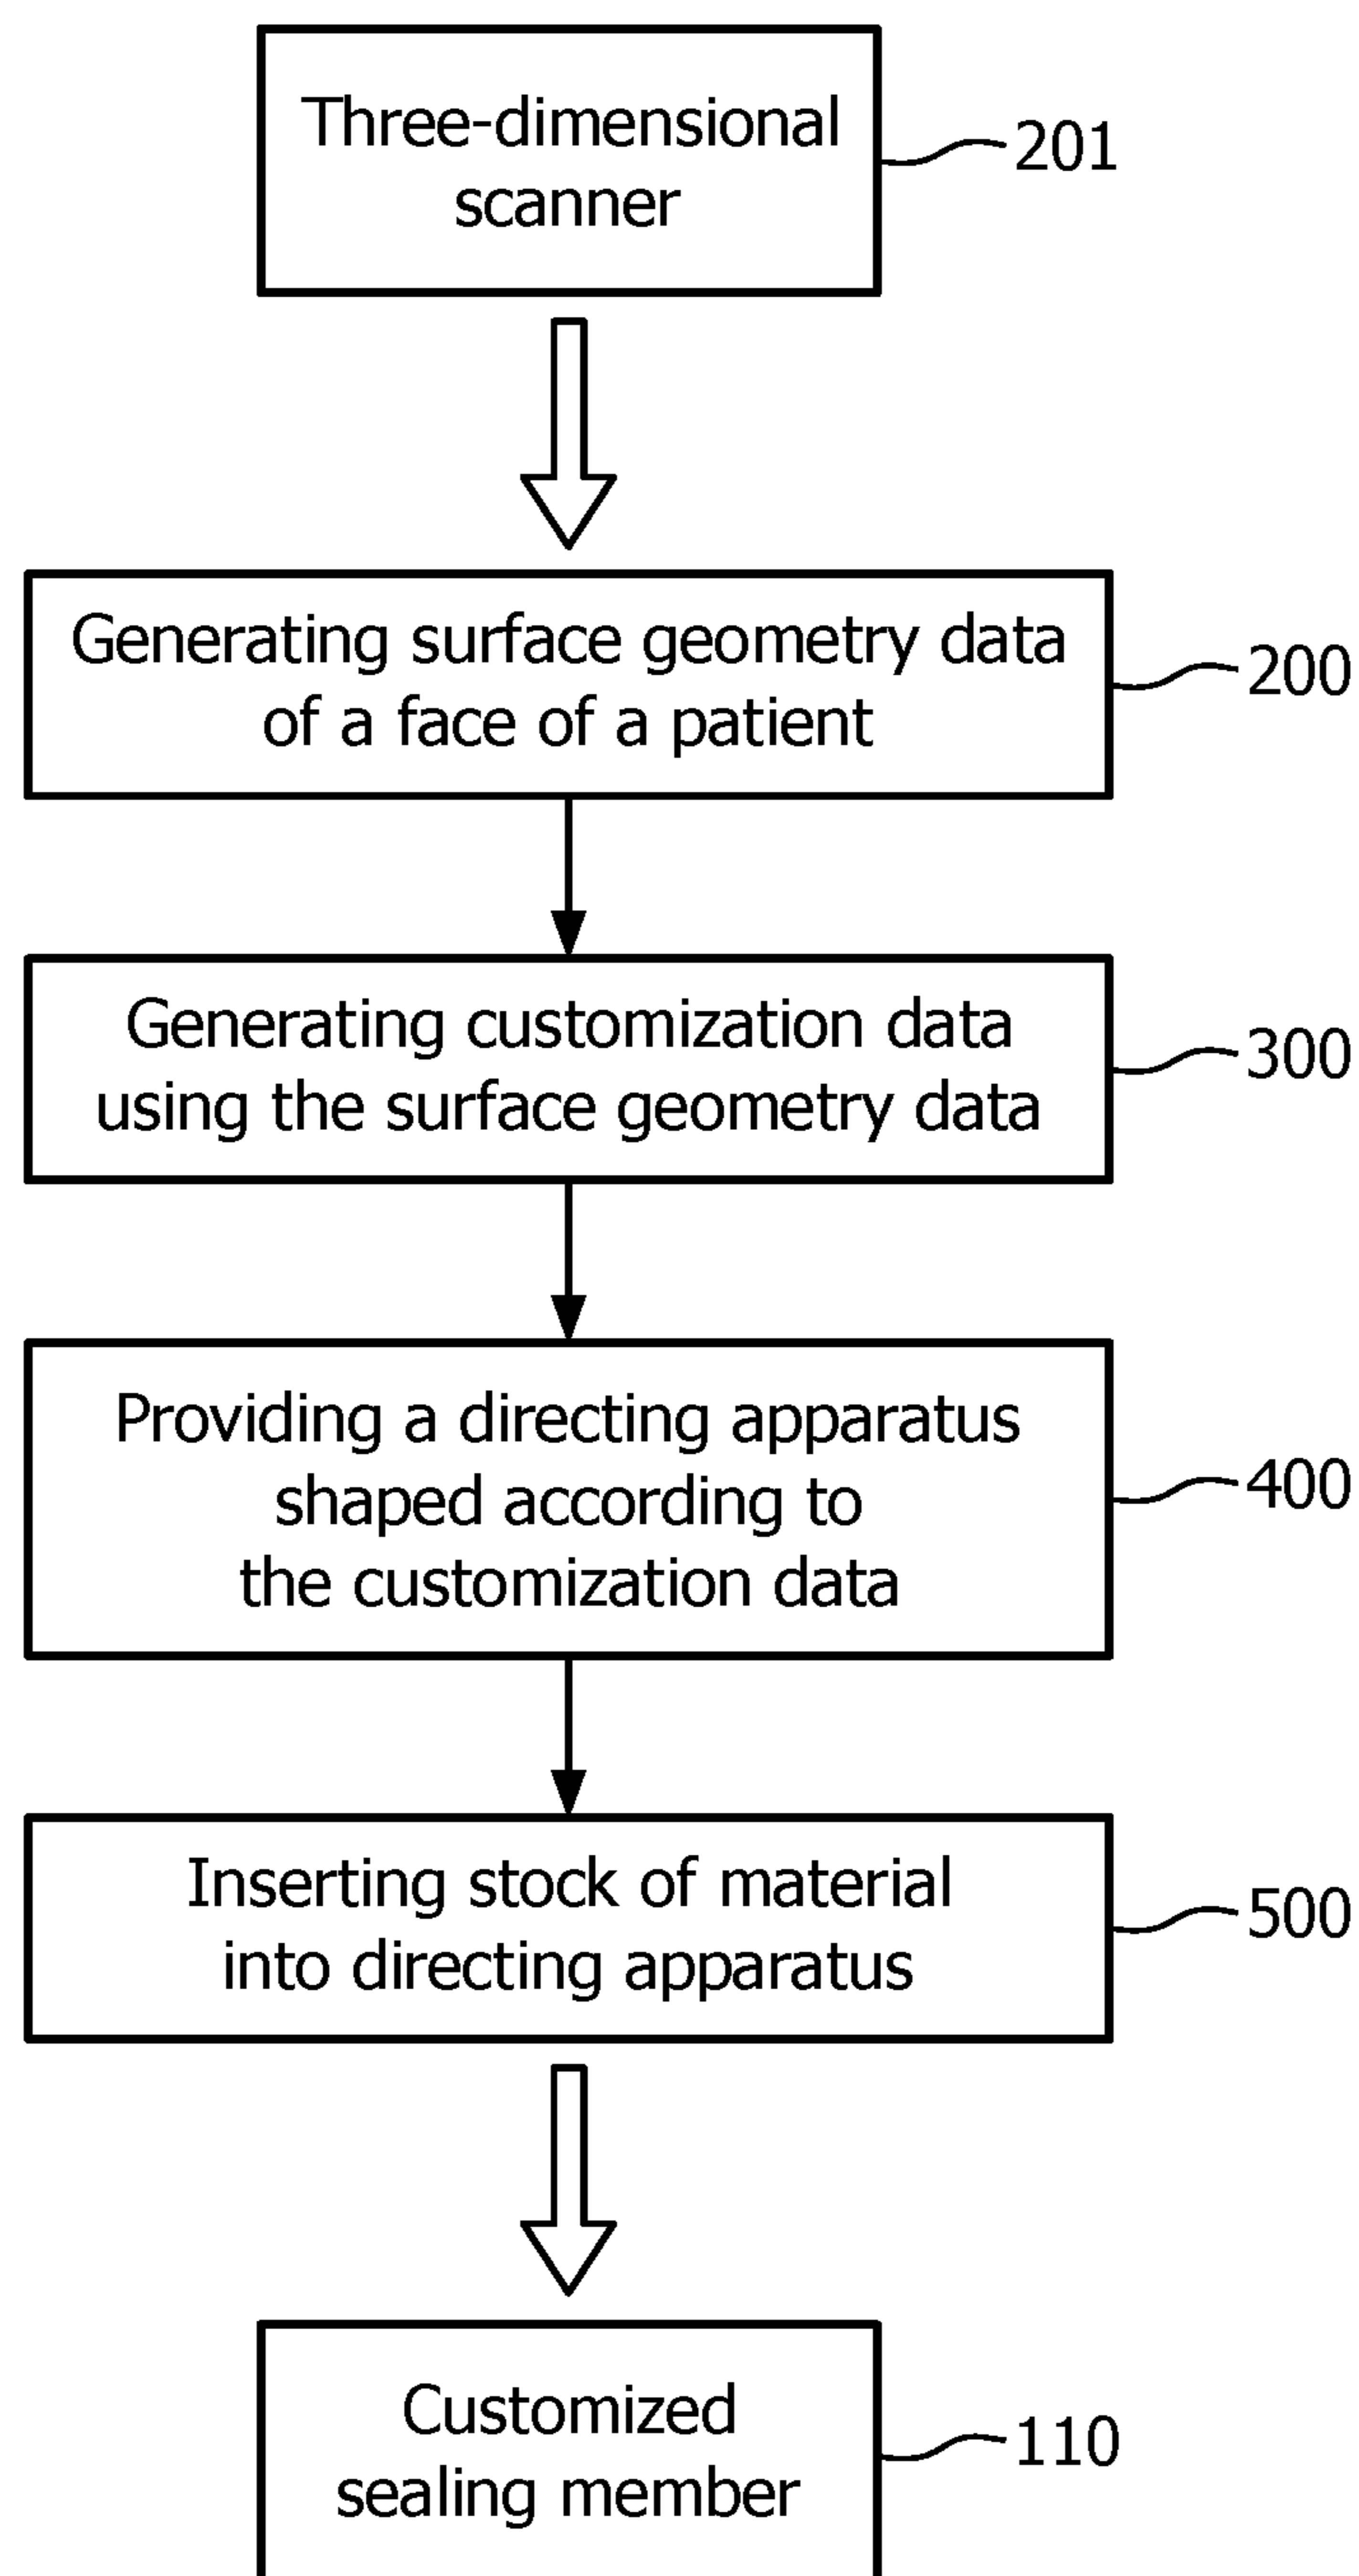 Three-dimensional
scanner
201
Generating surface geometry data
of a face of a patient
200
Generating customization data
using the surface geometry data
300
Providing a directing apparatus
shaped according to
the customization data
400
Inserting stock of material
into directing apparatus
500
Customized
sealing member
110